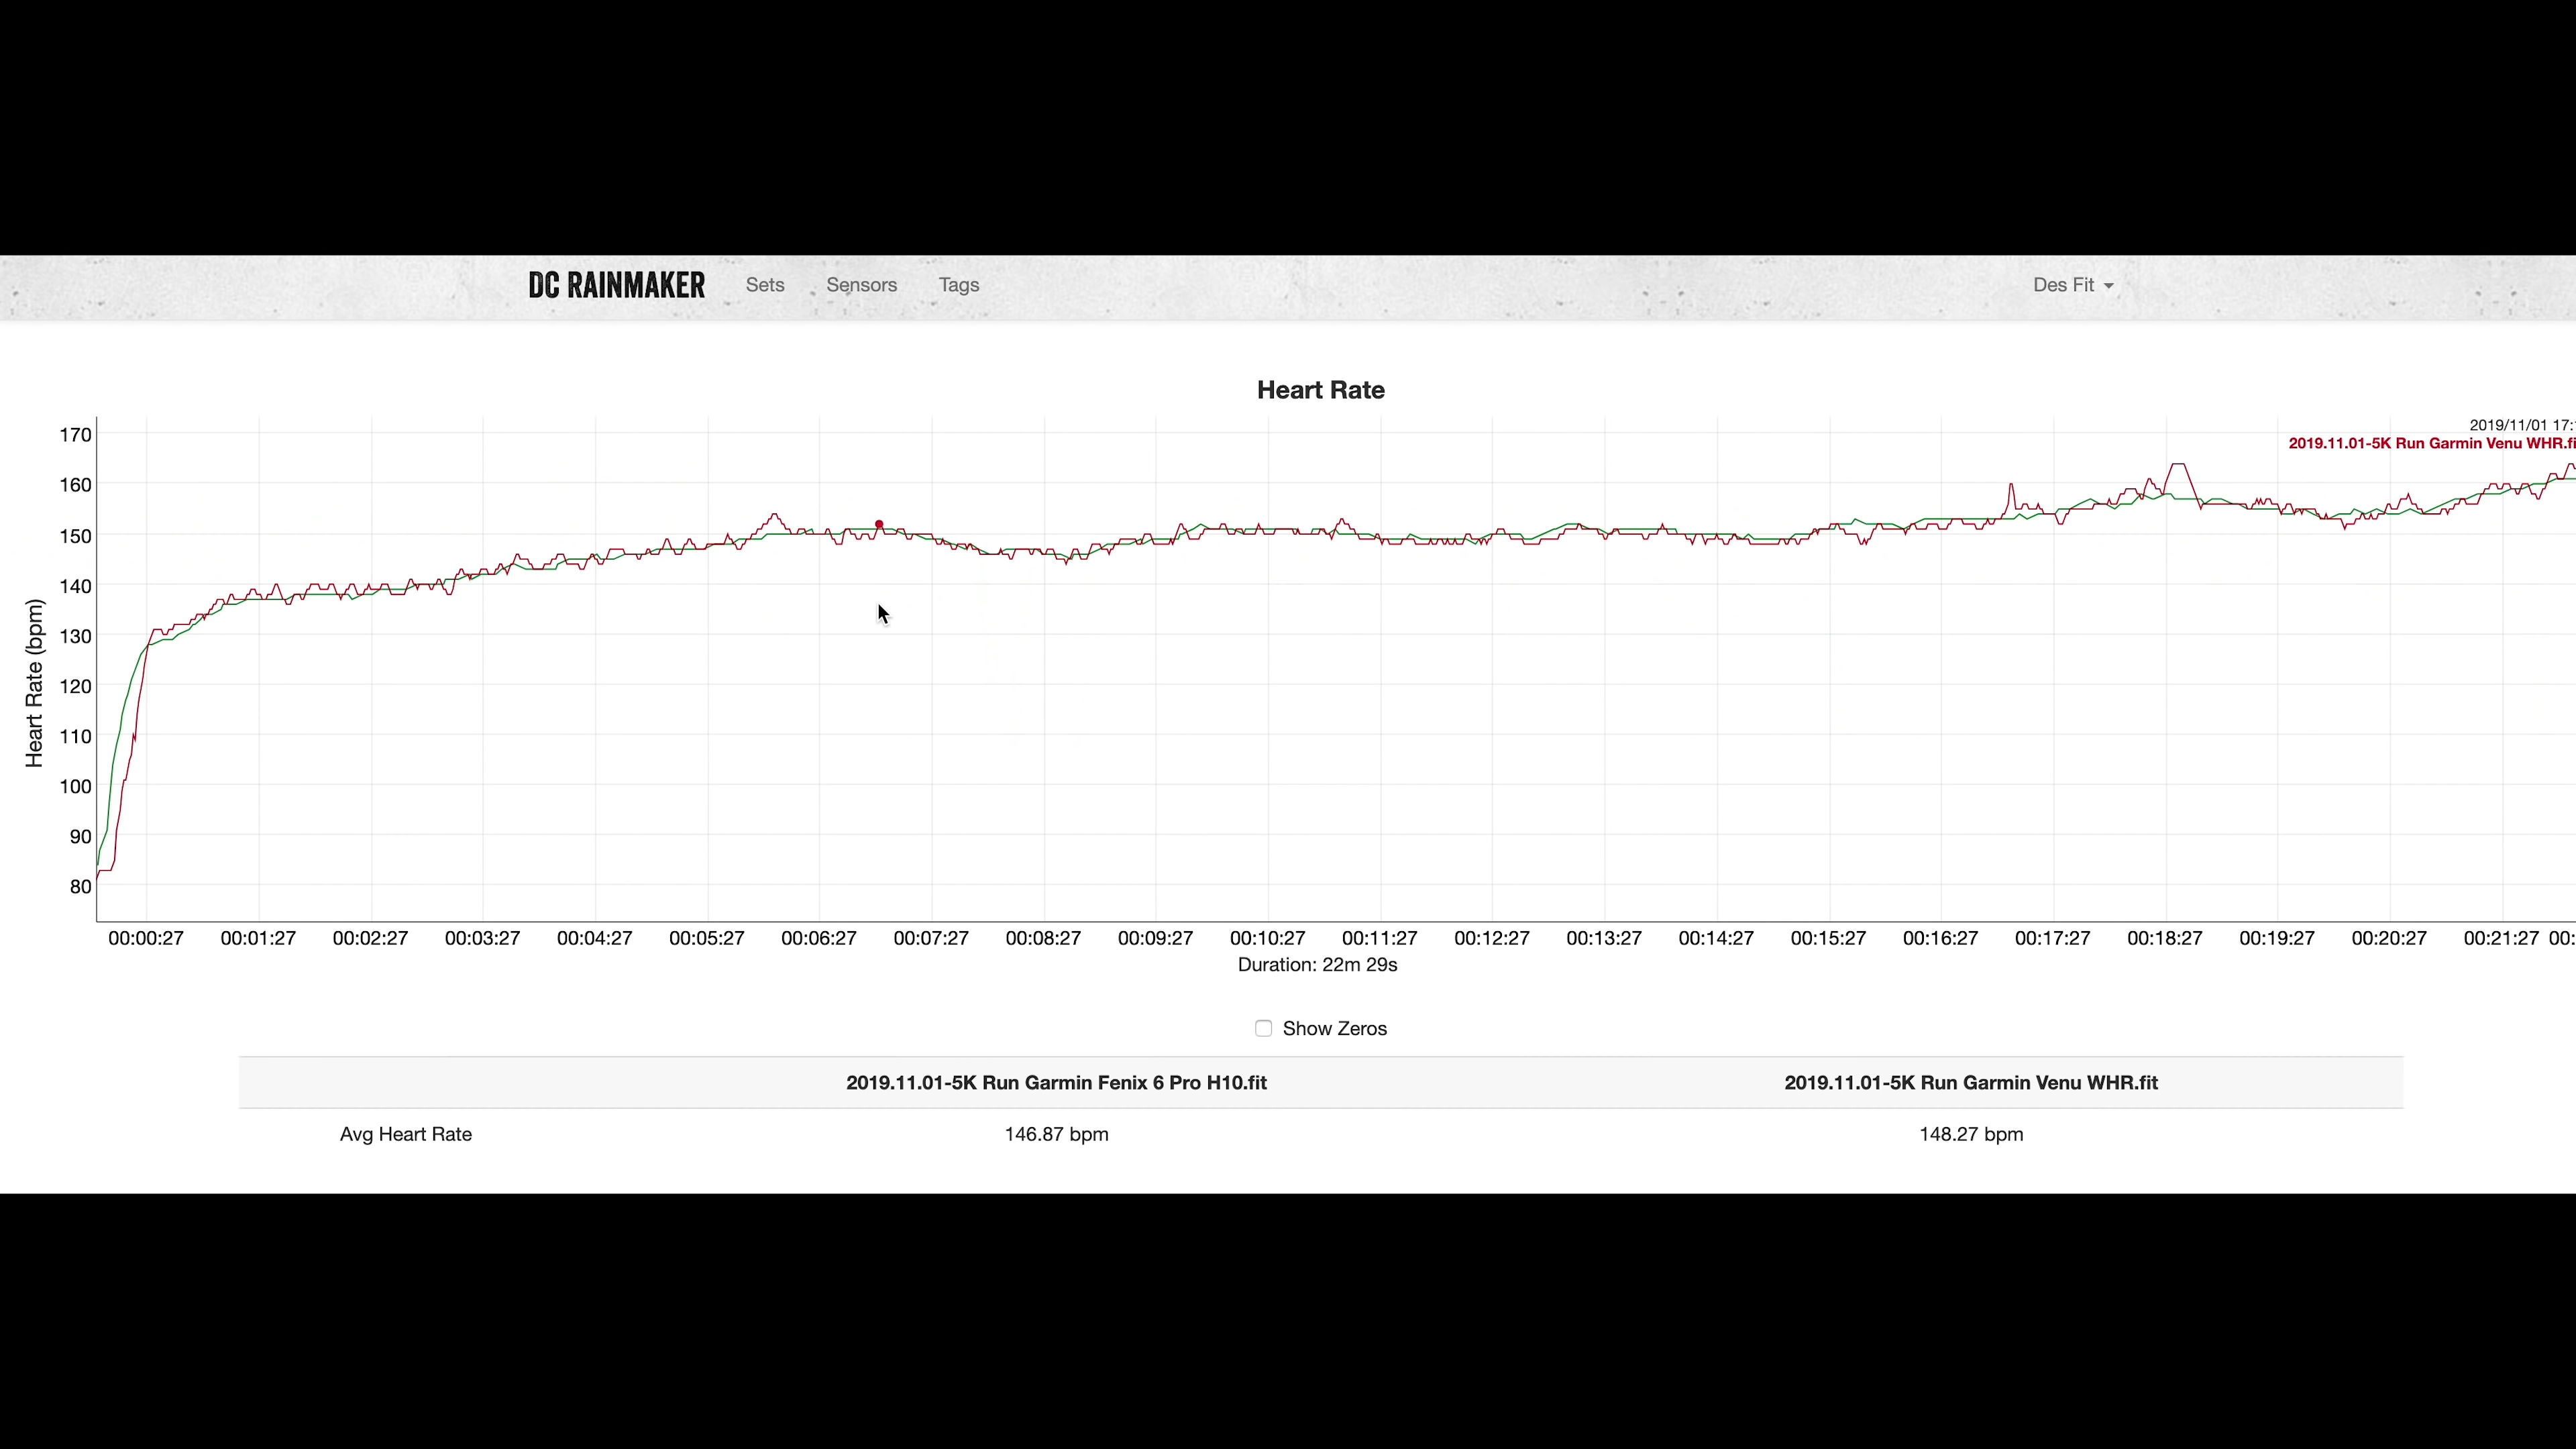 DC RAINMAKER Sets Sensors Tags Des Fit
Heart Rate
2019/11/01 17:
2019.11.01-5K Run Garmin Venu WHR.fi
Heart Rate (bpm)
170
160
150
140
130
120
110
100
90
80
00:00:27 00:01:27 00:02:27 00:03:27 00:04:27 00:05:27 00:06:27 00:07:27 00:08:27 00:09:27 00:10:27 00:11:27 00:12:27 00:13:27 00:14:27 00:15:27 00:16:27 00:17:27 00:18:27 00:19:27 00:20:27 00:21:27 00:
Duration: 22m 29s
Show Zeros
2019.11.01-5K Run Garmin Fenix 6 Pro H10.fit 2019.11.01-5K Run Garmin Venu WHR.fit
Avg Heart Rate 146.87 bpm 148.27 bpm